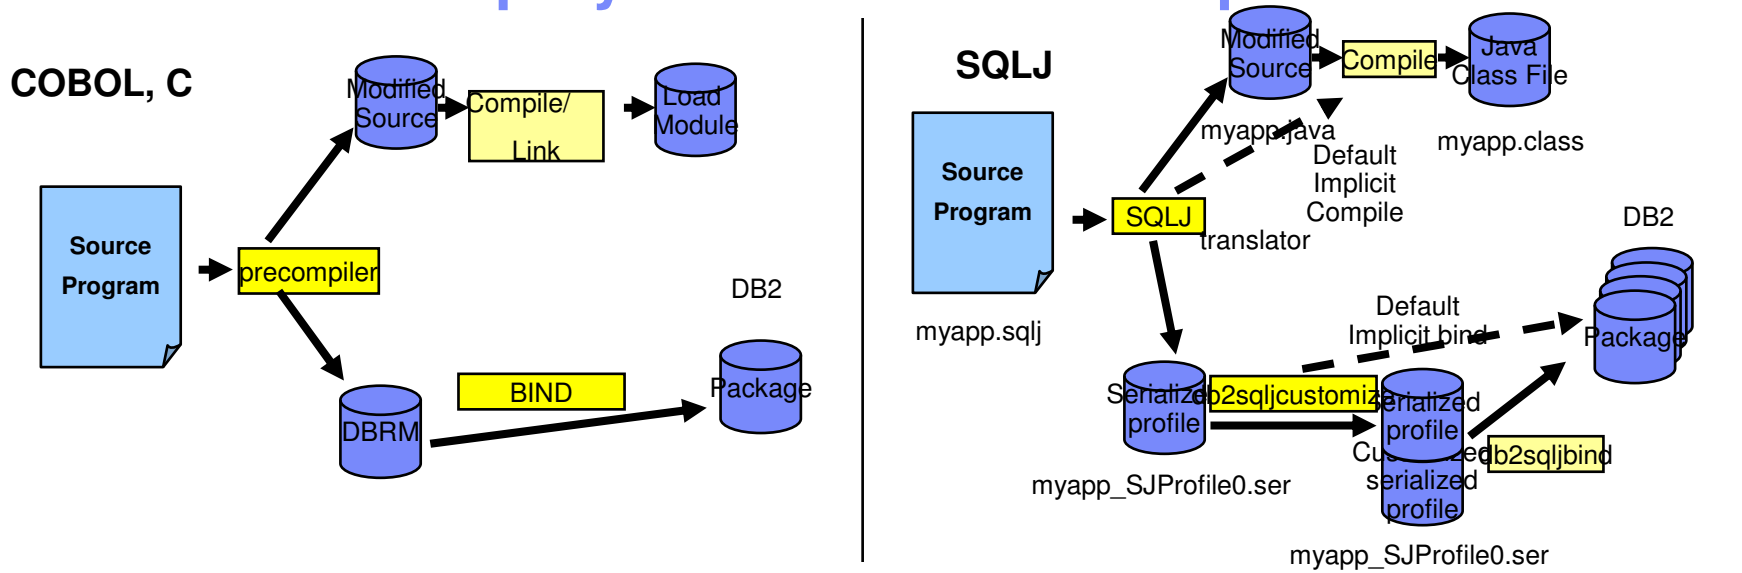 COBOL, C
Modified
Source
Compile/
Link
Load
Module
Source
Program
precompiler
DB2
BIND
Package
DBRM
SQLJ
Modified
Source
Compile
Java
Class File
myapp.java
myapp.class
Default
Implicit
Compile
Source
Program
SQLJ
translator
myapp.sqlj
DB2
Default
Implicit bind
Package
Serialized
profile
db2sqljcustomize
serialized
profile
db2sqljbind
serialized
profile
myapp_SJProfile0.ser
myapp_SJProfile0.ser